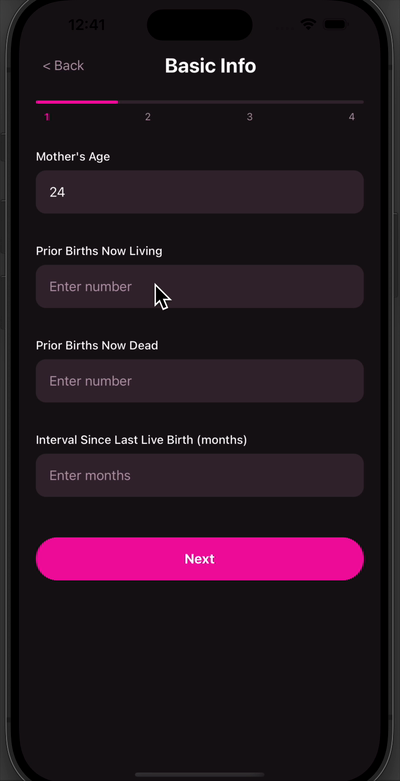 12:41
< Back
Basic Info
1 2 3 4
Mother's Age
24
Prior Births Now Living
Enter number
Prior Births Now Dead
Enter number
Interval Since Last Live Birth (months)
Enter months
Next